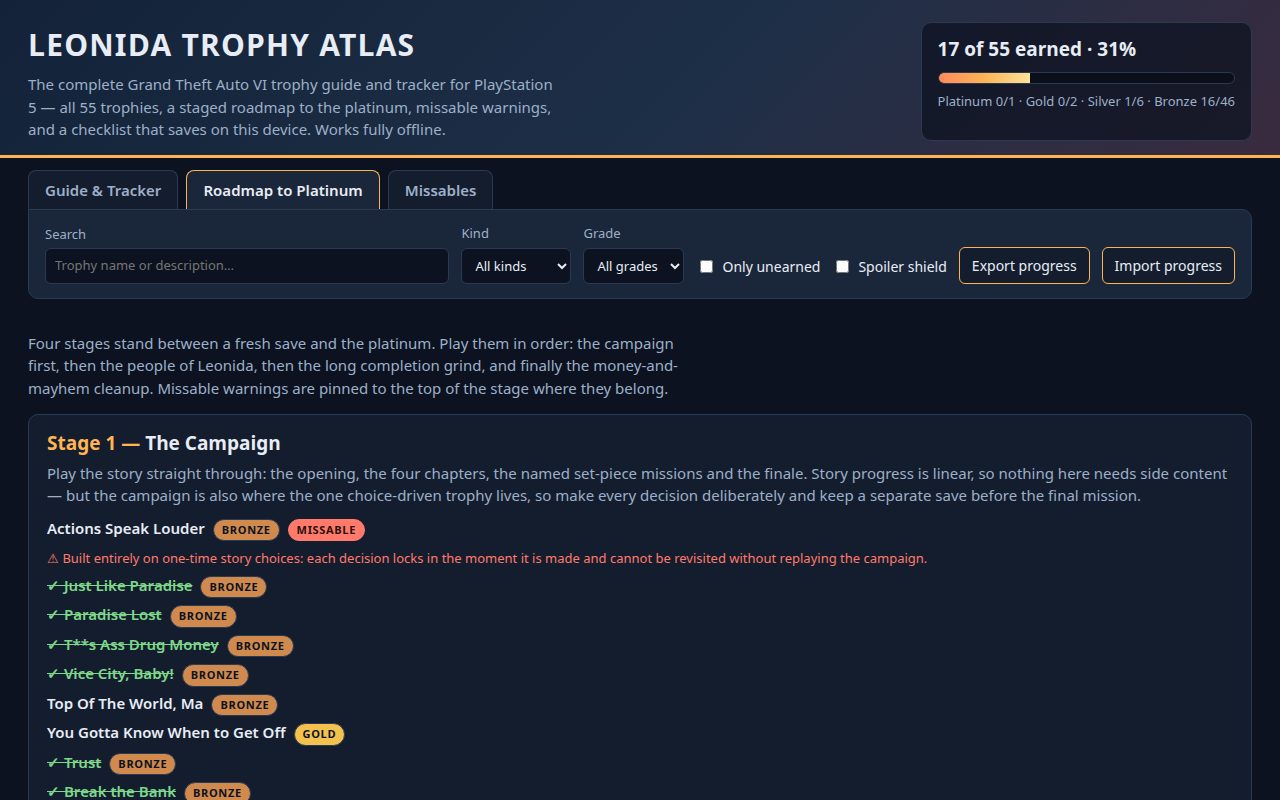 LEONIDA TROPHY ATLAS
The complete Grand Theft Auto VI trophy guide and tracker for PlayStation
5 — all 55 trophies, a staged roadmap to the platinum, missable warnings,
and a checklist that saves on this device. Works fully offline.
17 of 55 earned · 31%
Platinum 0/1 · Gold 0/2 · Silver 1/6 · Bronze 16/46
Guide & Tracker
Roadmap to Platinum
Missables
Search
Kind
Grade
Trophy name or description...
All kinds
All grades
Only unearned
Spoiler shield
Export progress
Import progress
Four stages stand between a fresh save and the platinum. Play them in order: the campaign
first, then the people of Leonida, then the long completion grind, and finally the money-and-
mayhem cleanup. Missable warnings are pinned to the top of the stage where they belong.
Stage 1 — The Campaign
Play the story straight through: the opening, the four chapters, the named set-piece missions and the finale. Story progress is linear, so nothing here needs side content
— but the campaign is also where the one choice-driven trophy lives, so make every decision deliberately and keep a separate save before the final mission.
Actions Speak Louder BRONZE MISSABLE
⚠ Built entirely on one-time story choices: each decision locks in the moment it is made and cannot be revisited without replaying the campaign.
✓ Just Like Paradise BRONZE
✓ Paradise Lost BRONZE
✓ T**s Ass Drug Money BRONZE
✓ Vice City, Baby! BRONZE
Top Of The World, Ma BRONZE
You Gotta Know When to Get Off GOLD
✓ Trust BRONZE
✓ Break the Bank BRONZE